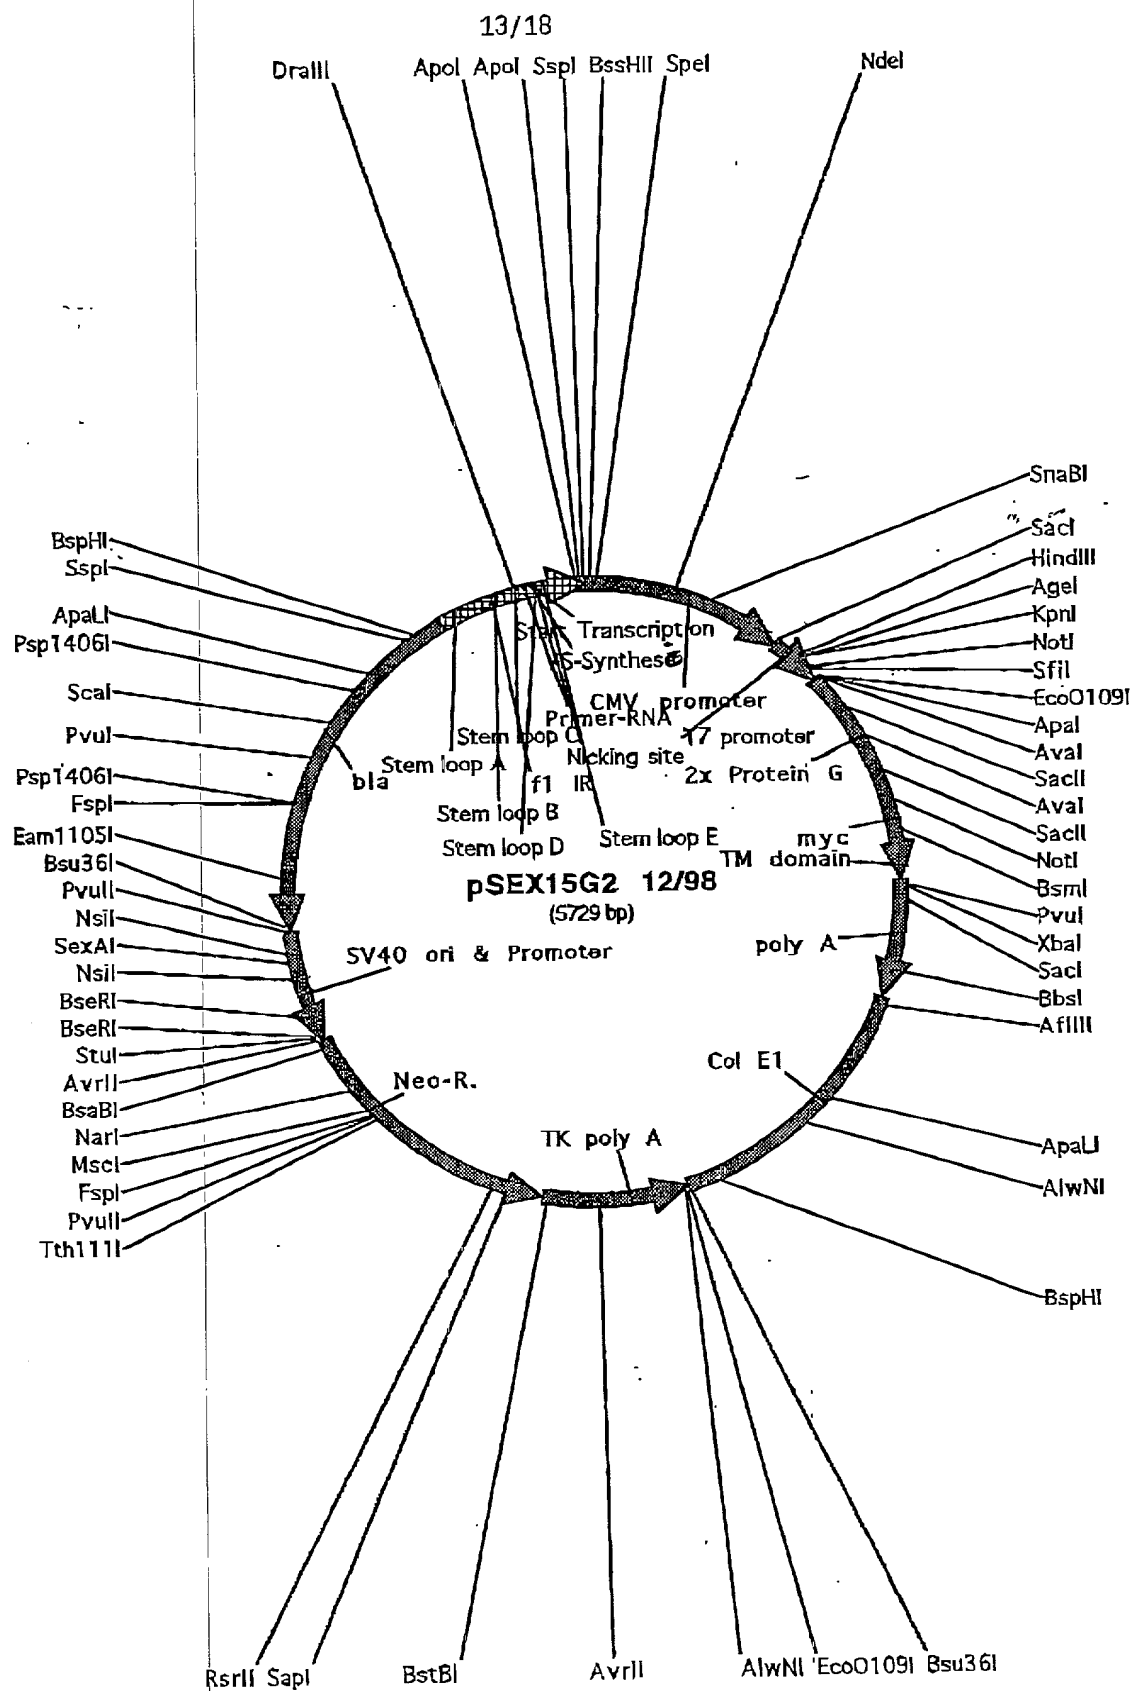 13/18
DraIII
ApoI
ApoI
SspI
BssHII
SpeI
NdeI
SnaBI
SacI
HindIII
AgeI
KpnI
NotI
SfiI
EcoO109I
ApaI
AvaI
SacII
AvaI
SacII
NotI
BsmI
PvuI
XbaI
SacI
BbsI
AflIII
ApaLI
AlwNI
BspHI
BspHI
SspI
ApaLI
Psp1406I
ScaI
PvuI
Psp1406I
FspI
Eam1105I
Bsu36I
PvuII
NsiI
SexAI
NsiI
BseRI
BseRI
StuI
AvrII
BsaBI
NarI
MscI
FspI
PvuII
Tth111I
Start Transcription
S-Synthese
CMV promoter
Primer-RNA
Stem loop C
T7 promoter
Nicking site
Stem loop A
2x Protein G
bla
f1 IR
Stem loop B
Stem loop E
myc
Stem loop D
TM domain
pSEX15G2 12/98
(5729 bp)
poly A
SV40 ori & Promoter
Col E1
Neo-R.
TK poly A
RsrII
SapI
BstBI
AvrII
AlwNI
EcoO109I
Bsu36I